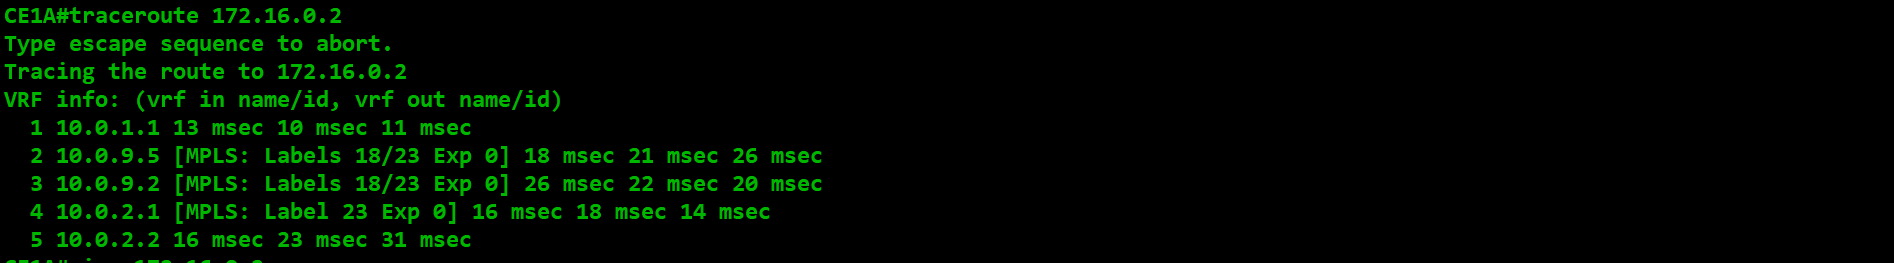 CE1A#traceroute 172.16.0.2
Type escape sequence to abort.
Tracing the route to 172.16.0.2
VRF info: (vrf in name/id, vrf out name/id)
1 10.0.1.1 13 msec 10 msec 11 msec
2 10.0.9.5 [MPLS: Labels 18/23 Exp 0] 18 msec 21 msec 26 msec
3 10.0.9.2 [MPLS: Labels 18/23 Exp 0] 26 msec 22 msec 20 msec
4 10.0.2.1 [MPLS: Label 23 Exp 0] 16 msec 18 msec 14 msec
5 10.0.2.2 16 msec 23 msec 31 msec